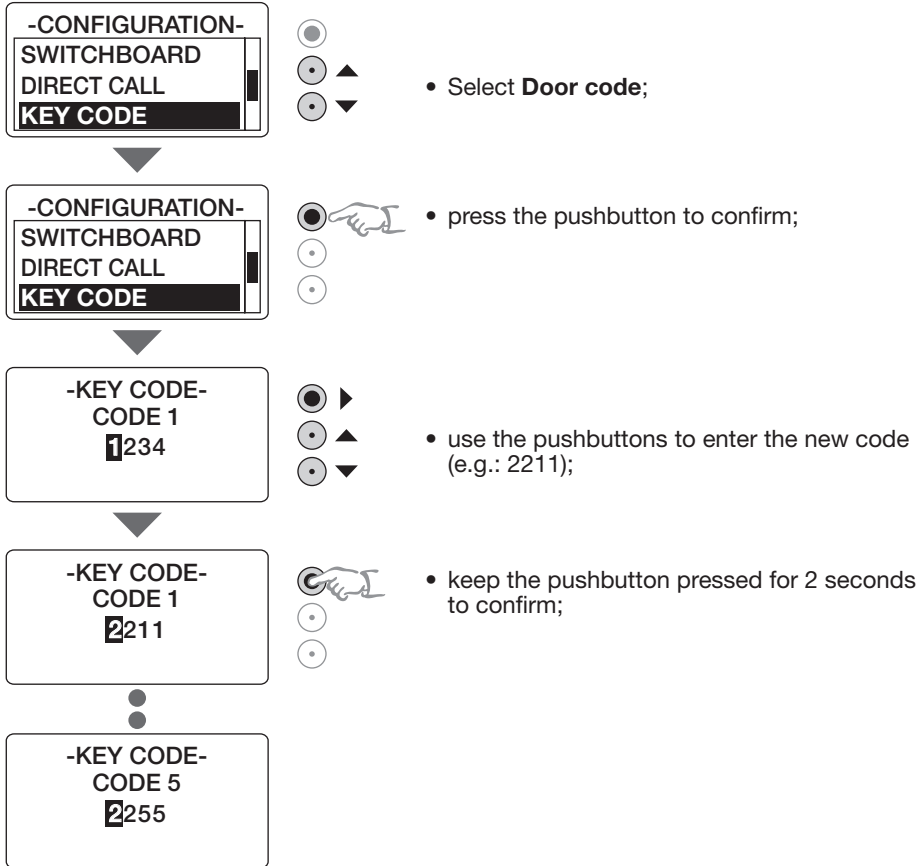 -CONFIGURATION-
SWITCHBOARD
DIRECT CALL
KEY CODE
• Select Door code;
-CONFIGURATION-
SWITCHBOARD
DIRECT CALL
KEY CODE
• press the pushbutton to confirm;
-KEY CODE-
CODE 1
1234
• use the pushbuttons to enter the new code
(e.g.: 2211);
-KEY CODE-
CODE 1
2211
• keep the pushbutton pressed for 2 seconds
to confirm;
-KEY CODE-
CODE 5
2255